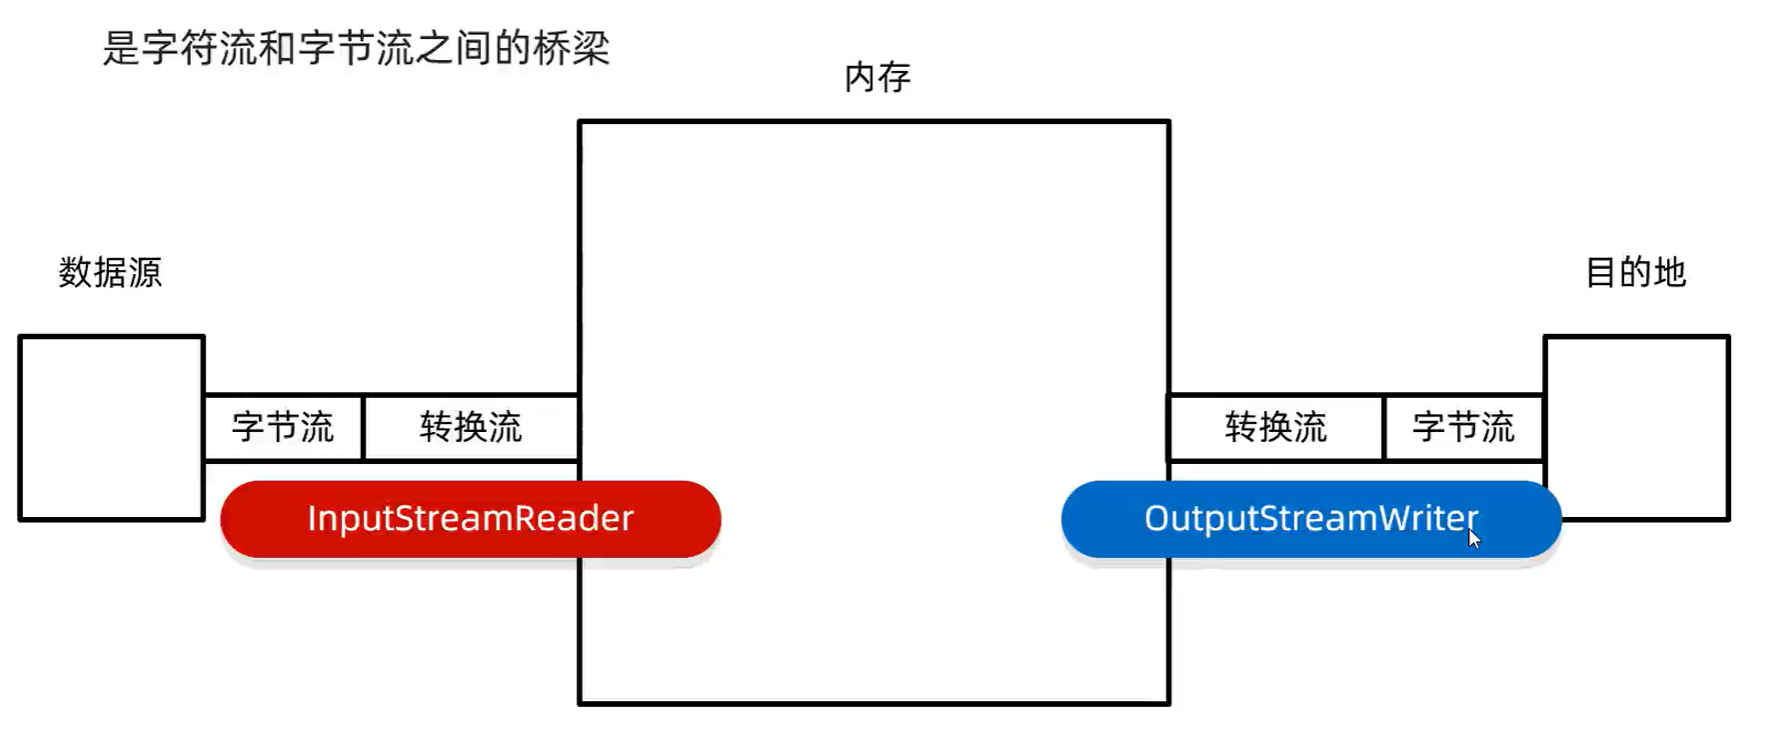 是字符流和字节流之间的桥梁
内存
数据源
目的地
字节流
转换流
转换流
字节流
InputStreamReader
OutputStreamWriter